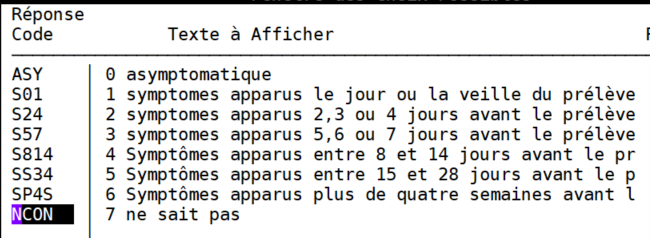 Réponse
Code Texte à Afficher
ASY 0 asymptomatique
S01 1 symptomes apparus le jour ou la veille du prélève
S24 2 symptomes apparus 2,3 ou 4 jours avant le prélève
S57 3 symptomes apparus 5,6 ou 7 jours avant le prélève
S814 4 Symptômes apparus entre 8 et 14 jours avant le pr
SS34 5 Symptômes apparus entre 15 et 28 jours avant le p
SP4S 6 Symptômes apparus plus de quatre semaines avant l
NCON 7 ne sait pas